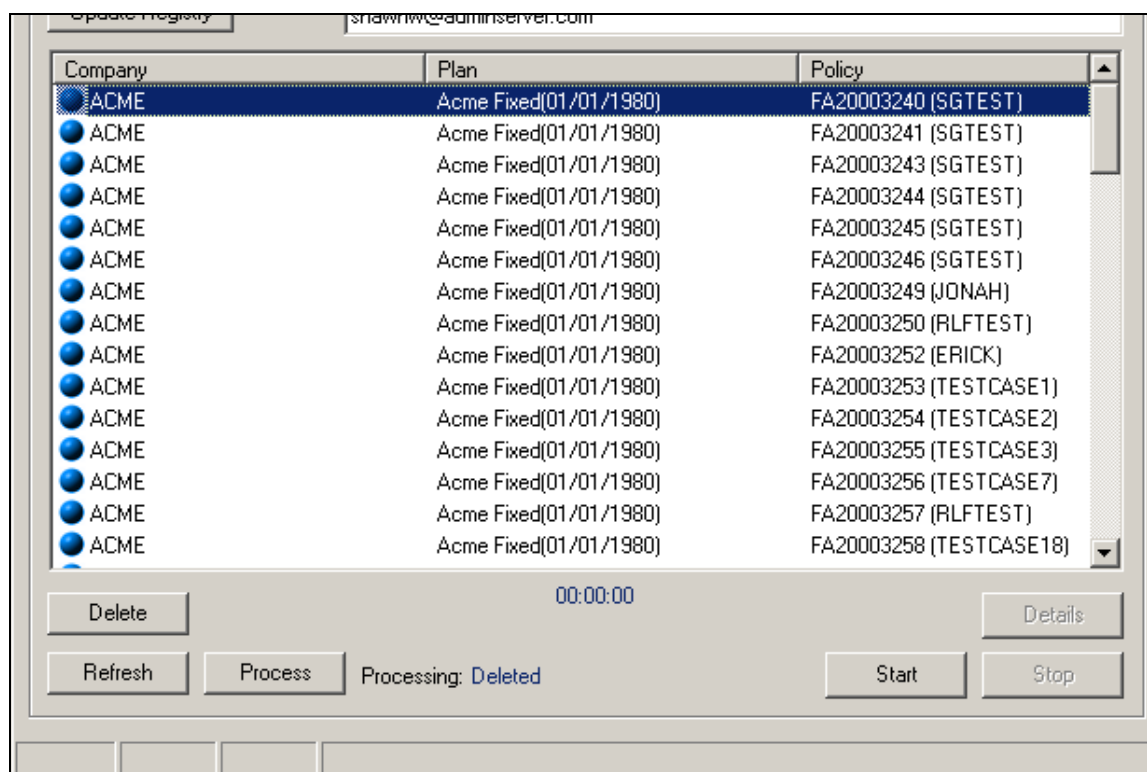 Update Registry shawnw@adminserver.com
Company Plan Policy
ACME Acme Fixed(01/01/1980) FA20003240 (SGTEST)
ACME Acme Fixed(01/01/1980) FA20003241 (SGTEST)
ACME Acme Fixed(01/01/1980) FA20003243 (SGTEST)
ACME Acme Fixed(01/01/1980) FA20003244 (SGTEST)
ACME Acme Fixed(01/01/1980) FA20003245 (SGTEST)
ACME Acme Fixed(01/01/1980) FA20003246 (SGTEST)
ACME Acme Fixed(01/01/1980) FA20003249 (JONAH)
ACME Acme Fixed(01/01/1980) FA20003250 (RLFTEST)
ACME Acme Fixed(01/01/1980) FA20003252 (ERICK)
ACME Acme Fixed(01/01/1980) FA20003253 (TESTCASE1)
ACME Acme Fixed(01/01/1980) FA20003254 (TESTCASE2)
ACME Acme Fixed(01/01/1980) FA20003255 (TESTCASE3)
ACME Acme Fixed(01/01/1980) FA20003256 (TESTCASE7)
ACME Acme Fixed(01/01/1980) FA20003257 (RLFTEST)
ACME Acme Fixed(01/01/1980) FA20003258 (TESTCASE18)
00:00:00
Delete Details
Refresh Process Processing: Deleted Start Stop